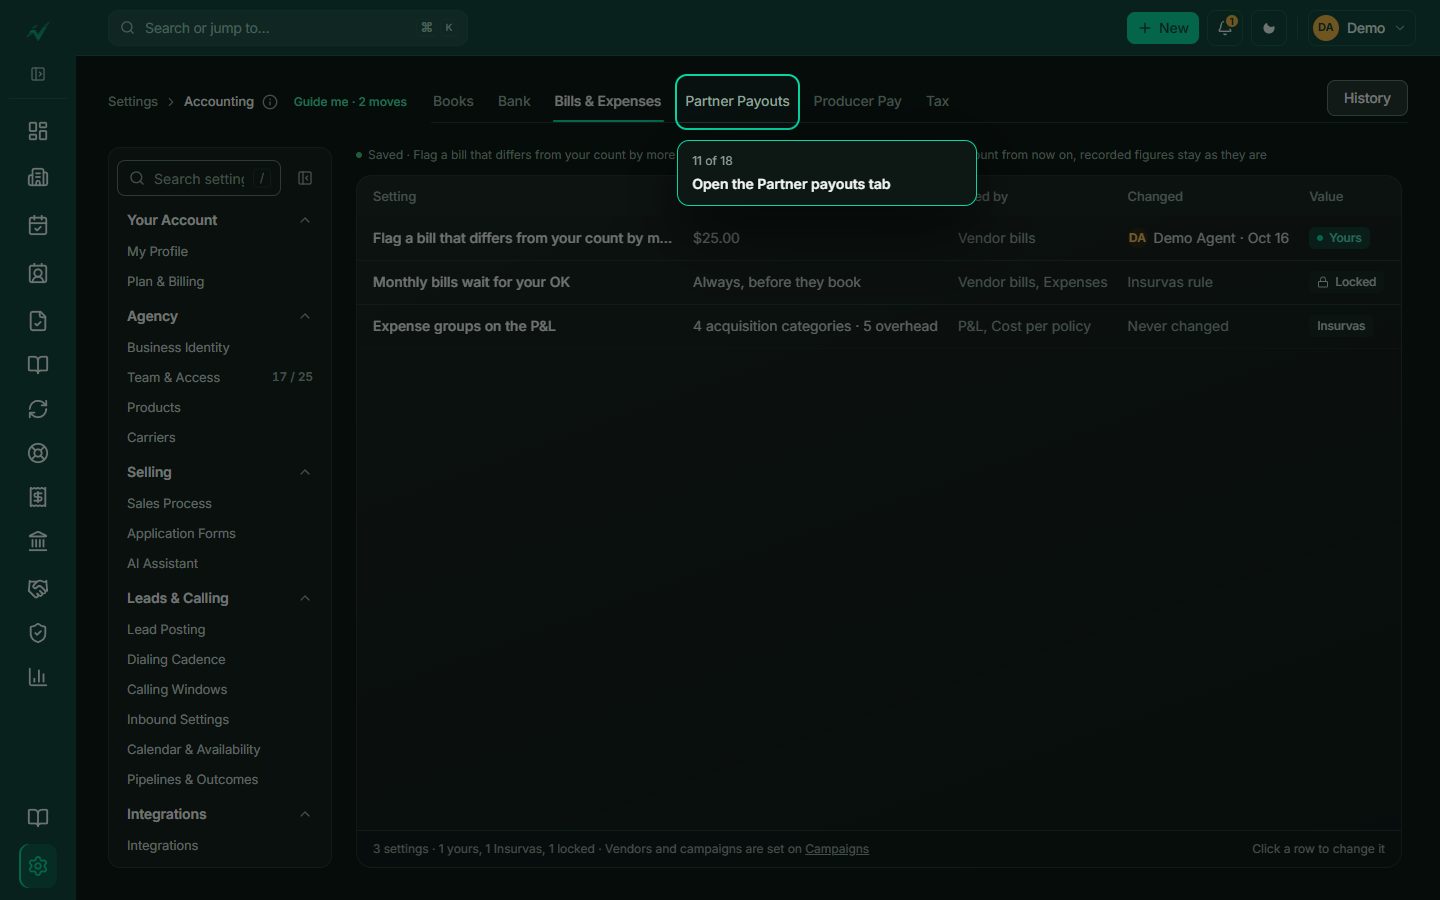 Search or jump to...
⌘ K
New
1
DA Demo
Settings > Accounting
Guide me · 2 moves
Books
Bank
Bills & Expenses
Partner Payouts
Producer Pay
Tax
History
Search setting
/
Your Account
My Profile
Plan & Billing
Agency
Business Identity
Team & Access 17 / 25
Products
Carriers
Selling
Sales Process
Application Forms
AI Assistant
Leads & Calling
Lead Posting
Dialing Cadence
Calling Windows
Inbound Settings
Calendar & Availability
Pipelines & Outcomes
Integrations
Integrations
Saved · Flag a bill that differs from your count by more
from now on, recorded figures stay as they are
11 of 18
Open the Partner payouts tab
Setting
by
Changed
Value
Flag a bill that differs from your count by m... $25.00 Vendor bills DA Demo Agent · Oct 16 Yours
Monthly bills wait for your OK Always, before they book Vendor bills, Expenses Insurvas rule Locked
Expense groups on the P&L 4 acquisition categories · 5 overhead P&L, Cost per policy Never changed Insurvas
3 settings · 1 yours, 1 Insurvas, 1 locked · Vendors and campaigns are set on Campaigns
Click a row to change it